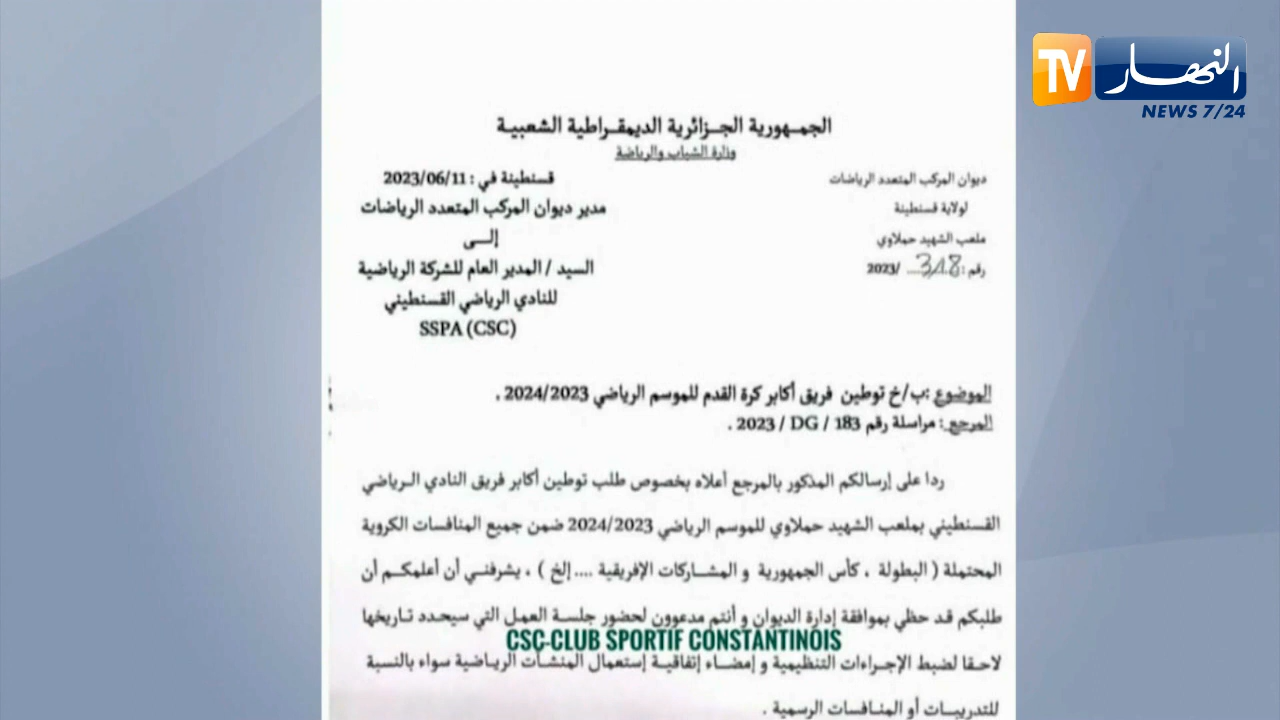 النهار TV
NEWS 7/24
الجمهورية الجزائرية الديمقراطية الشعبية
وزارة الشباب والرياضة
ديوان المركب المتعدد الرياضات
لولاية قسنطينة
ملعب الشهيد حملاوي
رقم : 318 /2023
قسنطينة في : 2023/06/11
مدير ديوان المركب المتعدد الرياضات
إلى
السيد / المدير العام للشركة الرياضية
للنادي الرياضي القسنطيني
SSPA (CSC)
الموضوع :ب/خ توطين فريق أكابر كرة القدم للموسم الرياضي 2024/2023 .
المرجع : مراسلة رقم 183 / DG / 2023 .
ردا على إرسالكم المذكور بالمرجع أعلاه بخصوص طلب توطين أكابر فريق النادي الرياضي
القسنطيني بملعب الشهيد حملاوي للموسم الرياضي 2024/2023 ضمن جميع المنافسات الكروية
المحتملة ( البطولة ، كأس الجمهورية و المشاركات الإفريقية .... إلخ ) ، يشرفني أن أعلمكم أن
طلبكم قد حظي بموافقة إدارة الديوان و أنتم مدعوون لحضور جلسة العمل التي سيحدد تاريخها
CSC-CLUB SPORTIF CONSTANTINOIS
لاحقا لضبط الإجراءات التنظيمية و إمضاء إتفاقية إستعمال المنشآت الرياضية سواء بالنسبة
للتدريبات أو المنافسات الرسمية .